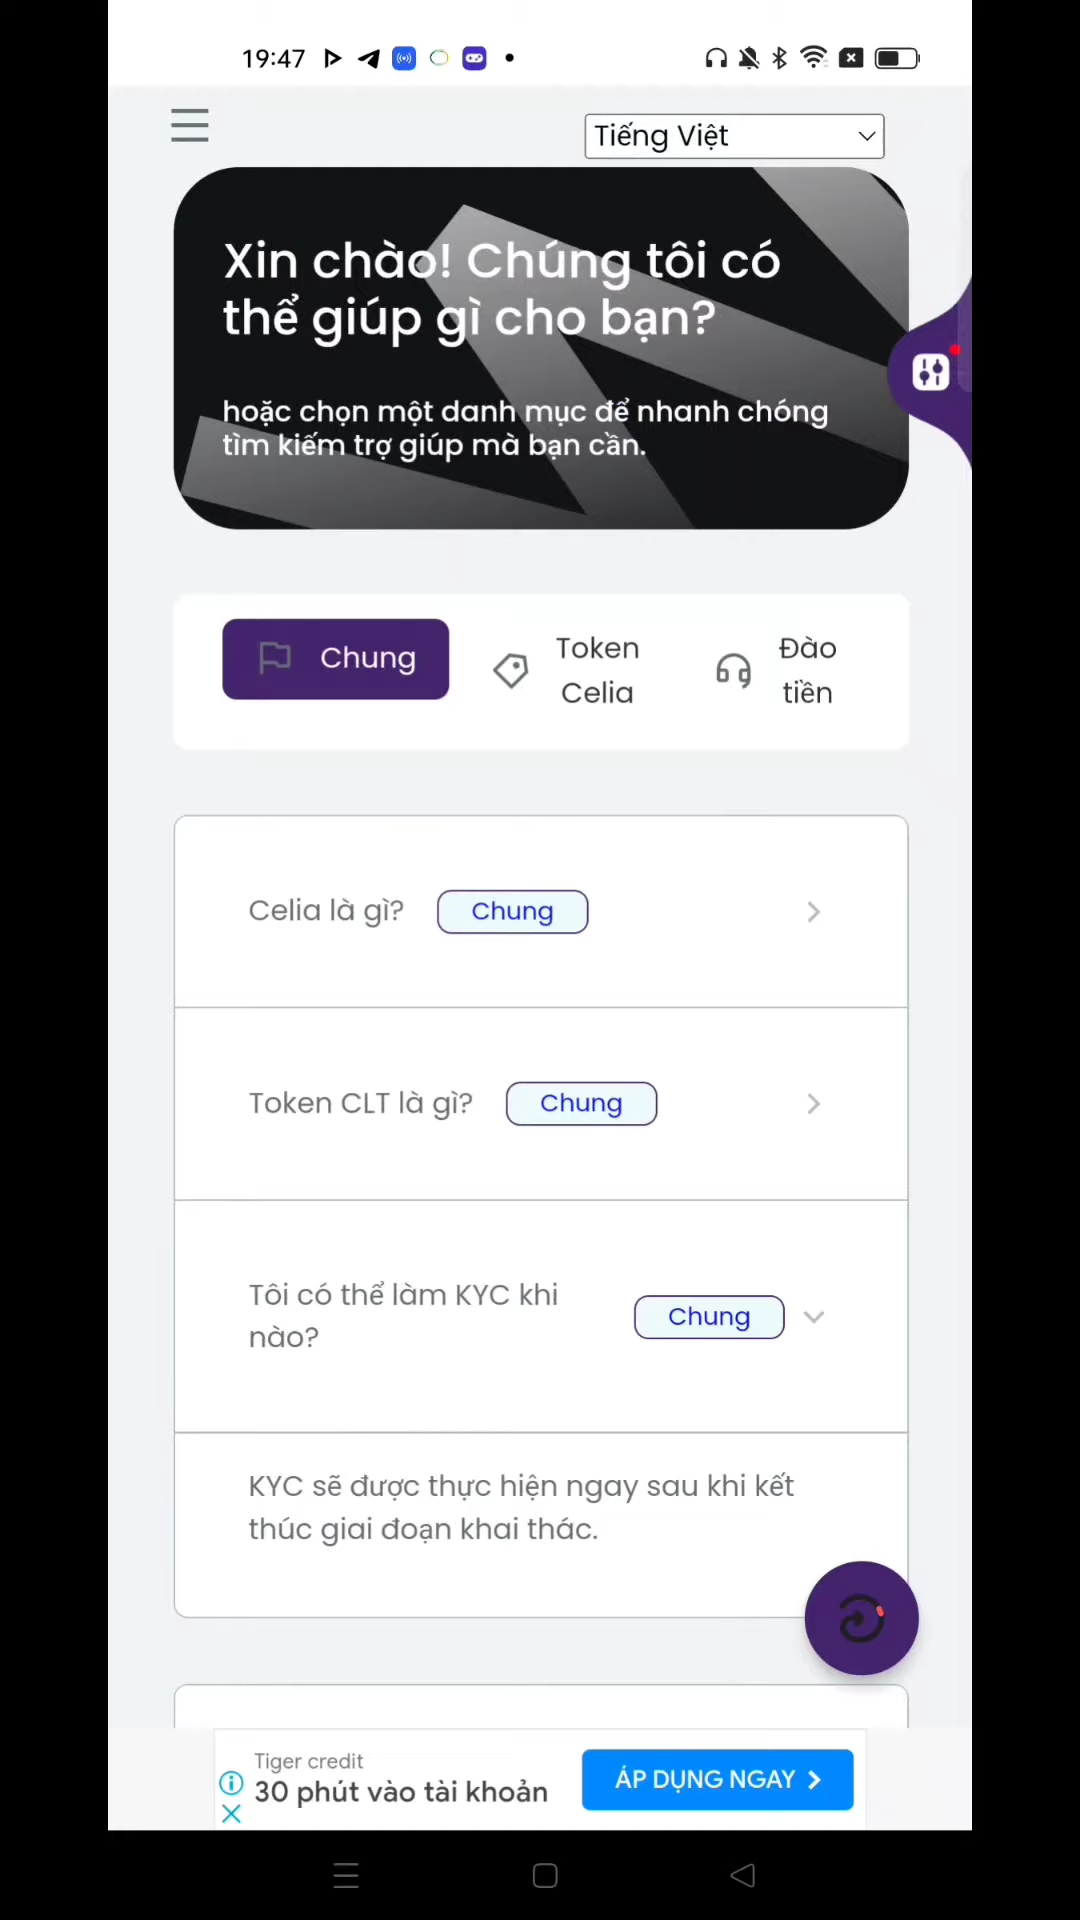 19:47
Tiếng Việt
Xin chào! Chúng tôi có
thể giúp gì cho bạn?
hoặc chọn một danh mục để nhanh chóng
tìm kiếm trợ giúp mà bạn cần.
Chung
Token
Celia
Đào
tiền
Celia là gì? Chung
Token CLT là gì? Chung
Tôi có thể làm KYC khi
nào?
Chung
KYC sẽ được thực hiện ngay sau khi kết
thúc giai đoạn khai thác.
Tiger credit
30 phút vào tài khoản
ÁP DỤNG NGAY